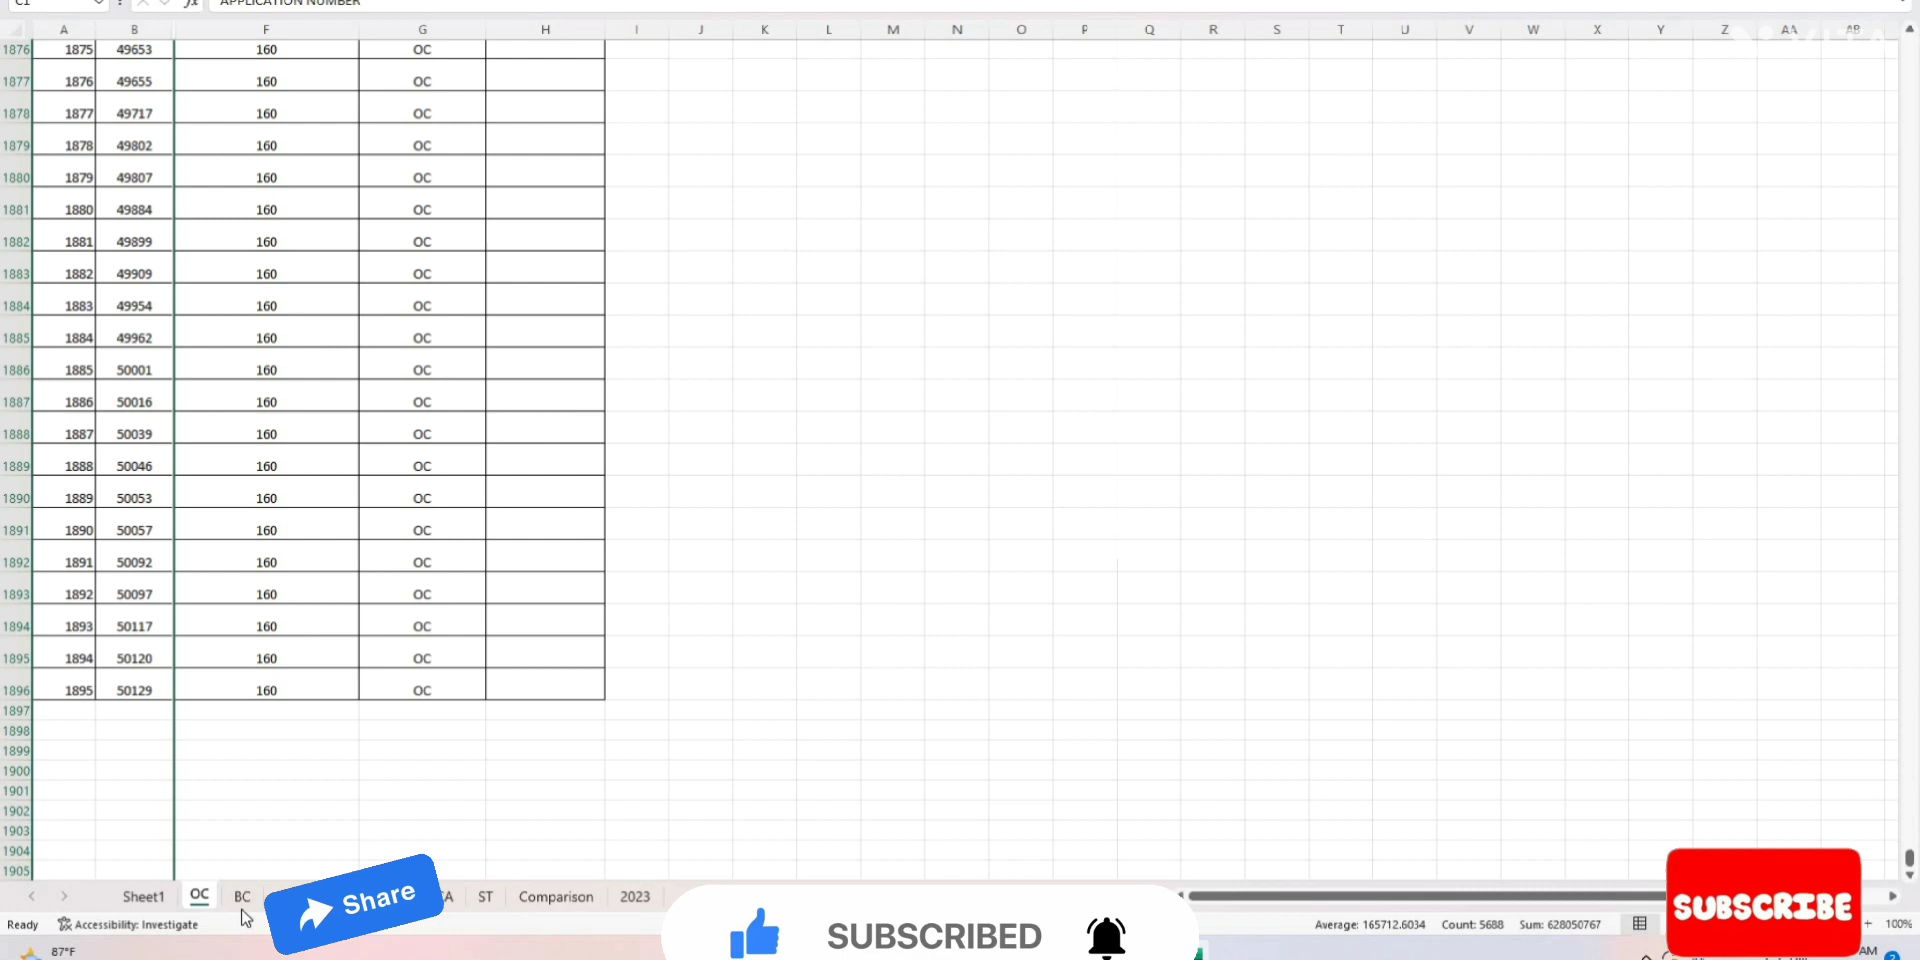 C1 fx APPLICATION NUMBER
A B F G H I J K L M N O P Q R S T U V W X Y Z AA AB
1876 1875 49653 160 OC
1877 1876 49655 160 OC
1878 1877 49717 160 OC
1879 1878 49802 160 OC
1880 1879 49807 160 OC
1881 1880 49884 160 OC
1882 1881 49899 160 OC
1883 1882 49909 160 OC
1884 1883 49954 160 OC
1885 1884 49962 160 OC
1886 1885 50001 160 OC
1887 1886 50016 160 OC
1888 1887 50039 160 OC
1889 1888 50046 160 OC
1890 1889 50053 160 OC
1891 1890 50057 160 OC
1892 1891 50092 160 OC
1893 1892 50097 160 OC
1894 1893 50117 160 OC
1895 1894 50120 160 OC
1896 1895 50129 160 OC
1897
1898
1899
1900
1901
1902
1903
1904
1905
Sheet1 OC BC Share ST Comparison 2023
SUBSCRIBE
Ready Accessibility: Investigate SUBSCRIBED Average: 165712.6034 Count: 5688 Sum: 628050767 + 100%
87°F AM